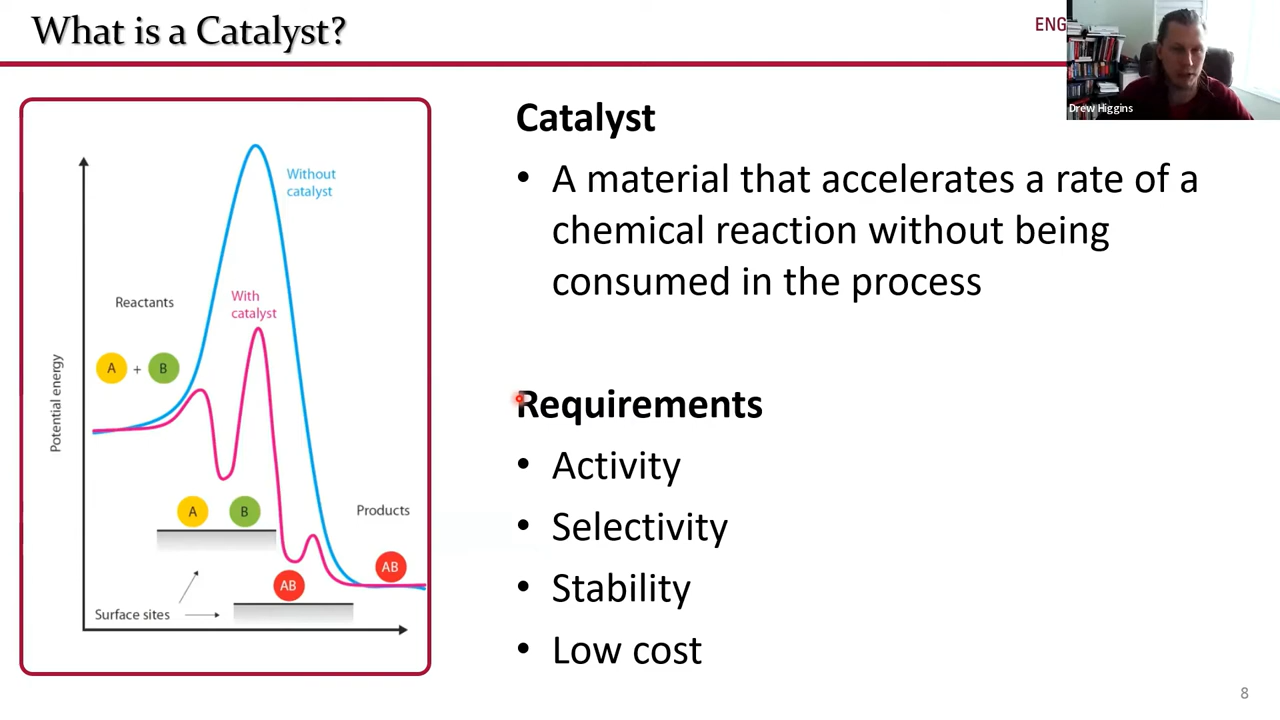 What is a Catalyst?
ENG
Drew Higgins
Without
catalyst
With
catalyst
Reactants
A + B
Potential energy
A B
Products
AB
AB
Surface sites
Catalyst
• A material that accelerates a rate of a
chemical reaction without being
consumed in the process
Requirements
• Activity
• Selectivity
• Stability
• Low cost
8